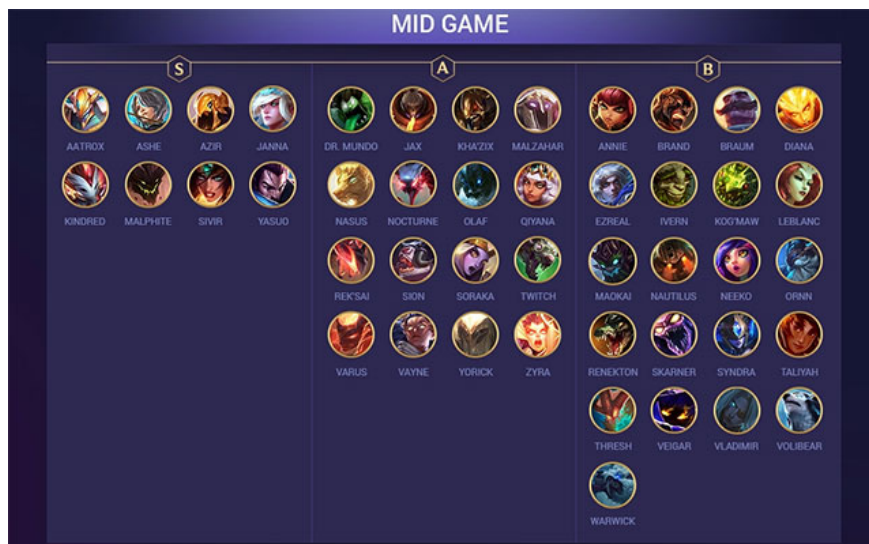 MID GAME
S
AATROX ASHE AZIR JANNA
KINDRED MALPHITE SIVIR YASUO
A
DR. MUNDO JAX KHA'ZIX MALZAHAR
NASUS NOCTURNE OLAF QIYANA
REK'SAI SION SORAKA TWITCH
VARUS VAYNE YORICK ZYRA
B
ANNIE BRAND BRAUM DIANA
EZREAL IVERN KOG'MAW LEBLANC
MAOKAI NAUTILUS NEEKO ORNN
RENEKTON SKARNER SYNDRA TALIYAH
THRESH VEIGAR VLADIMIR VOLIBEAR
WARWICK